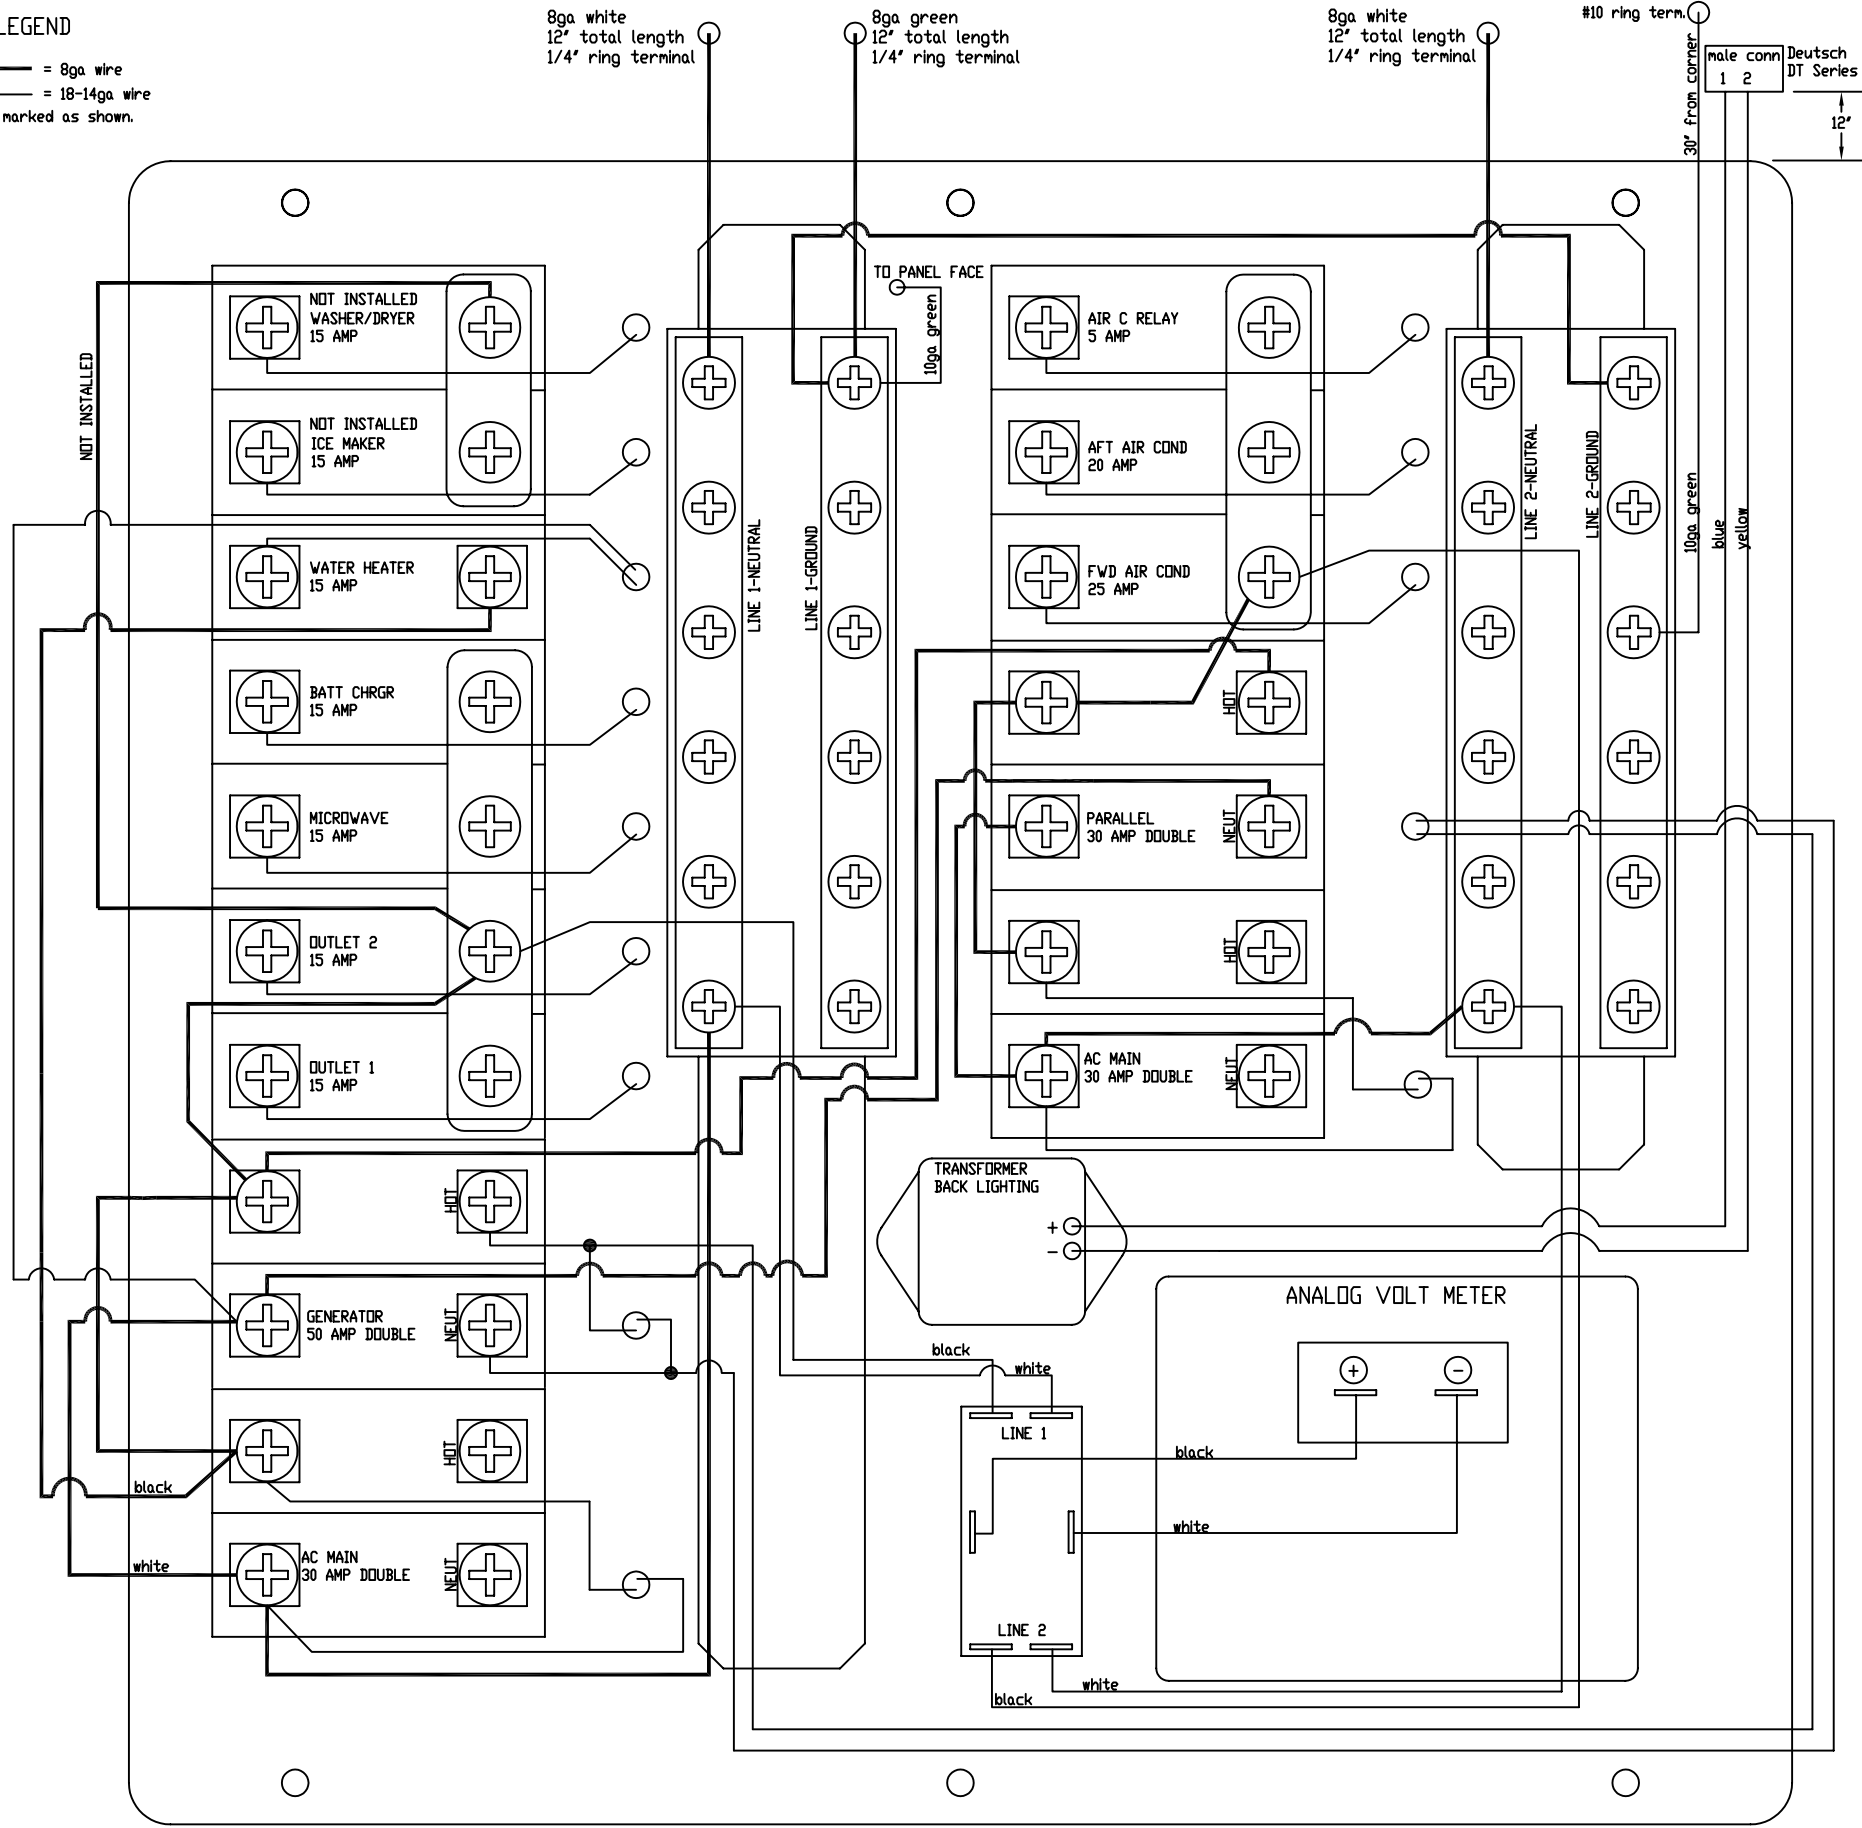 LEGEND
= 8ga wire
= 18-14ga wire
marked as shown.
8ga white
12" total length
1/4" ring terminal
8ga green
12" total length
1/4" ring terminal
8ga white
12" total length
1/4" ring terminal
#10 ring term.
30" from corner
male conn
1 2
Deutsch
DT Series
12"
NOT INSTALLED
NOT INSTALLED
WASHER/DRYER
15 AMP
NOT INSTALLED
ICE MAKER
15 AMP
WATER HEATER
15 AMP
BATT CHRGR
15 AMP
MICROWAVE
15 AMP
OUTLET 2
15 AMP
OUTLET 1
15 AMP
HOT
GENERATOR
50 AMP DOUBLE
NEUT
HOT
black
AC MAIN
30 AMP DOUBLE
NEUT
white
LINE 1-NEUTRAL
LINE 1-GROUND
TO PANEL FACE
10ga green
AIR C RELAY
5 AMP
AFT AIR COND
20 AMP
FWD AIR COND
25 AMP
HOT
PARALLEL
30 AMP DOUBLE
NEUT
HOT
AC MAIN
30 AMP DOUBLE
NEUT
LINE 2-NEUTRAL
LINE 2-GROUND
10ga green
blue
yellow
TRANSFORMER
BACK LIGHTING
+
-
ANALOG VOLT METER
+ -
black
white
LINE 1
black
white
LINE 2
white
black